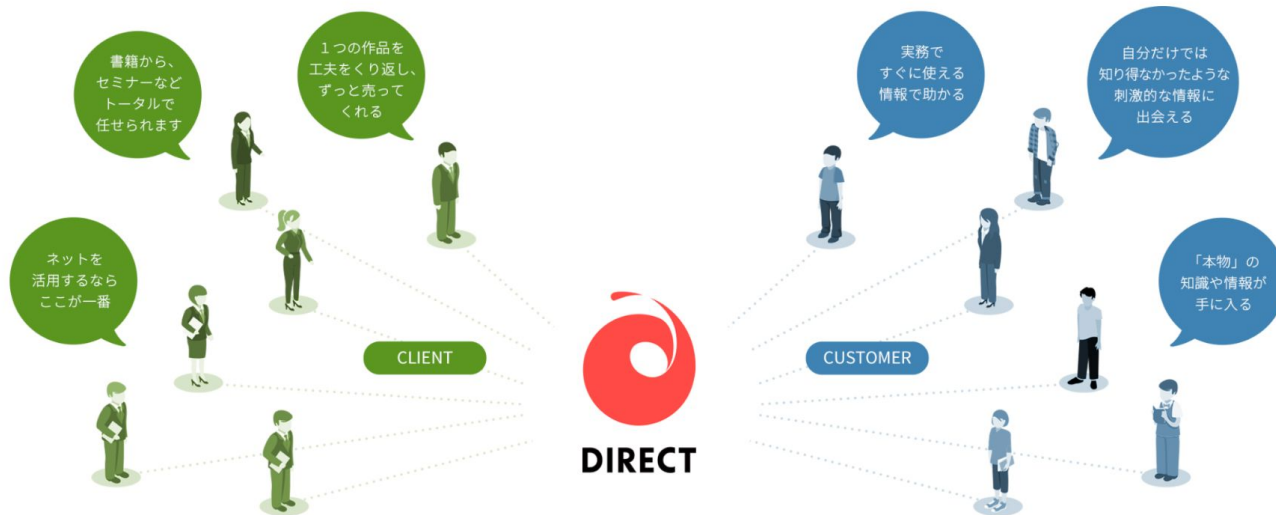 書籍から、
セミナーなど
トータルで
任せられます
１つの作品を
工夫をくり返し、
ずっと売って
くれる
ネットを
活用するなら
ここが一番
CLIENT
DIRECT
実務で
すぐに使える
情報で助かる
自分だけでは
知り得なかったような
刺激的な情報に
出会える
「本物」の
知識や情報が
手に入る
CUSTOMER